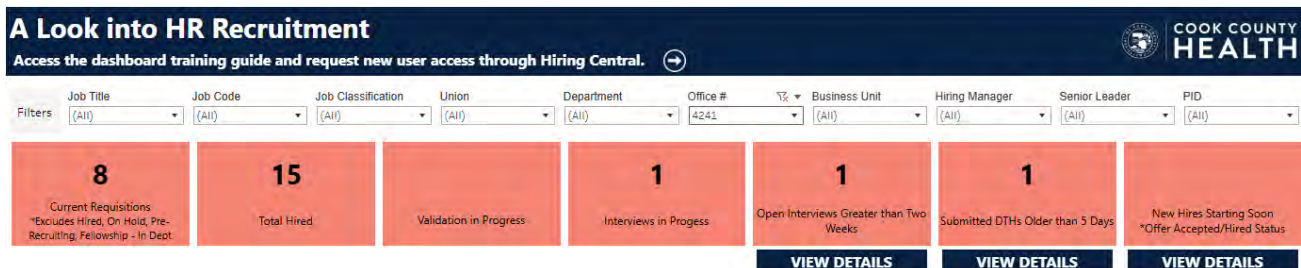 A Look into HR Recruitment
Access the dashboard training guide and request new user access through Hiring Central.
COOK COUNTY
HEALTH
Filters
Job Title
(All)
Job Code
(All)
Job Classification
(All)
Union
(All)
Department
(All)
Office #
4241
Business Unit
(All)
Hiring Manager
(All)
Senior Leader
(All)
PID
(All)
8
Current Requisitions
*Excludes Hired, On Hold, Pre-
Recruiting, Fellowship - In Dept
15
Total Hired
Validation in Progress
1
Interviews in Progess
1
Open Interviews Greater than Two
Weeks
VIEW DETAILS
1
Submitted DTHs Older than 5 Days
VIEW DETAILS
New Hires Starting Soon
*Offer Accepted/Hired Status
VIEW DETAILS